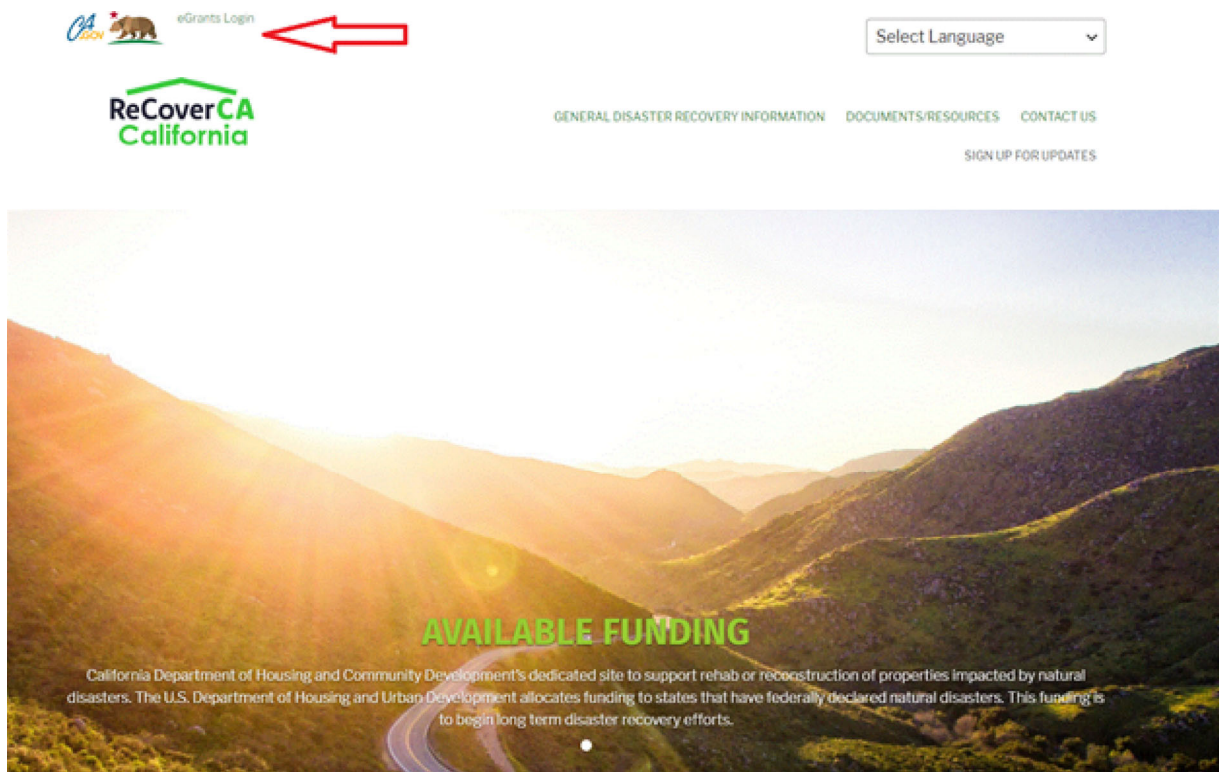 CA.GOV
eGrants Login
Select Language
ReCoverCA
California
GENERAL DISASTER RECOVERY INFORMATION DOCUMENTS/RESOURCES CONTACT US
SIGN UP FOR UPDATES
AVAILABLE FUNDING
California Department of Housing and Community Development's dedicated site to support rehab or reconstruction of properties impacted by natural
disasters. The U.S. Department of Housing and Urban Development allocates funding to states that have federally declared natural disasters. This funding is
to begin long term disaster recovery efforts.